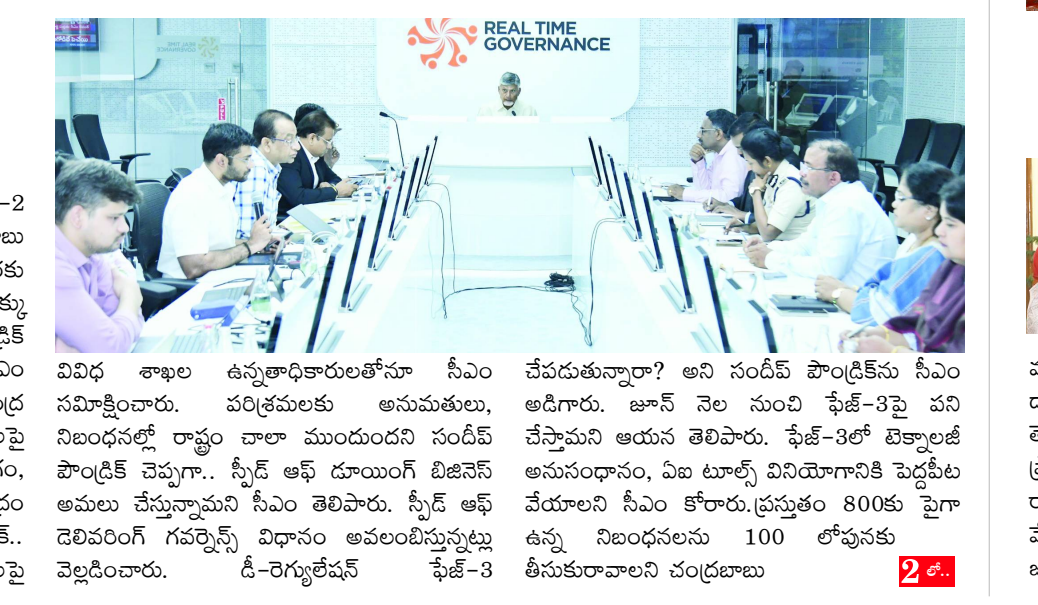 REAL TIME
GOVERNANCE
–2
బు
కు
క్కు
డ్రిక్
ఎం
ంద్ర
పై
ం,
ద్రం
క్..
పై
వివిధ శాఖల ఉన్నతాధికారులతోనూ సీఎం
సమీక్షించారు. పరిశ్రమలకు అనుమతులు,
నిబంధనల్లో రాష్ట్రం చాలా ముందుందని సందీప్
పౌండ్రిక్ చెప్పగా.. స్పీడ్ ఆఫ్ డూయింగ్ బిజినెస్
అమలు చేస్తున్నామని సీఎం తెలిపారు. స్పీడ్ ఆఫ్
డెలివరింగ్ గవర్నెన్స్ విధానం అవలంబిస్తున్నట్లు
వెల్లడించారు. డీ–రెగ్యులేషన్ ఫేజ్–3
చేపడుతున్నారా? అని సందీప్ పౌండ్రిక్‌ను సీఎం
అడిగారు. జూన్ నెల నుంచి ఫేజ్–3పై పని
చేస్తామని ఆయన తెలిపారు. ఫేజ్–3లో టెక్నాలజీ
అనుసంధానం, ఏఐ టూల్స్ వినియోగానికి పెద్దపీట
వేయాలని సీఎం కోరారు.ప్రస్తుతం 800కు పైగా
ఉన్న నిబంధనలను 100 లోపునకు
తీసుకురావాలని చంద్రబాబు
2 లో..